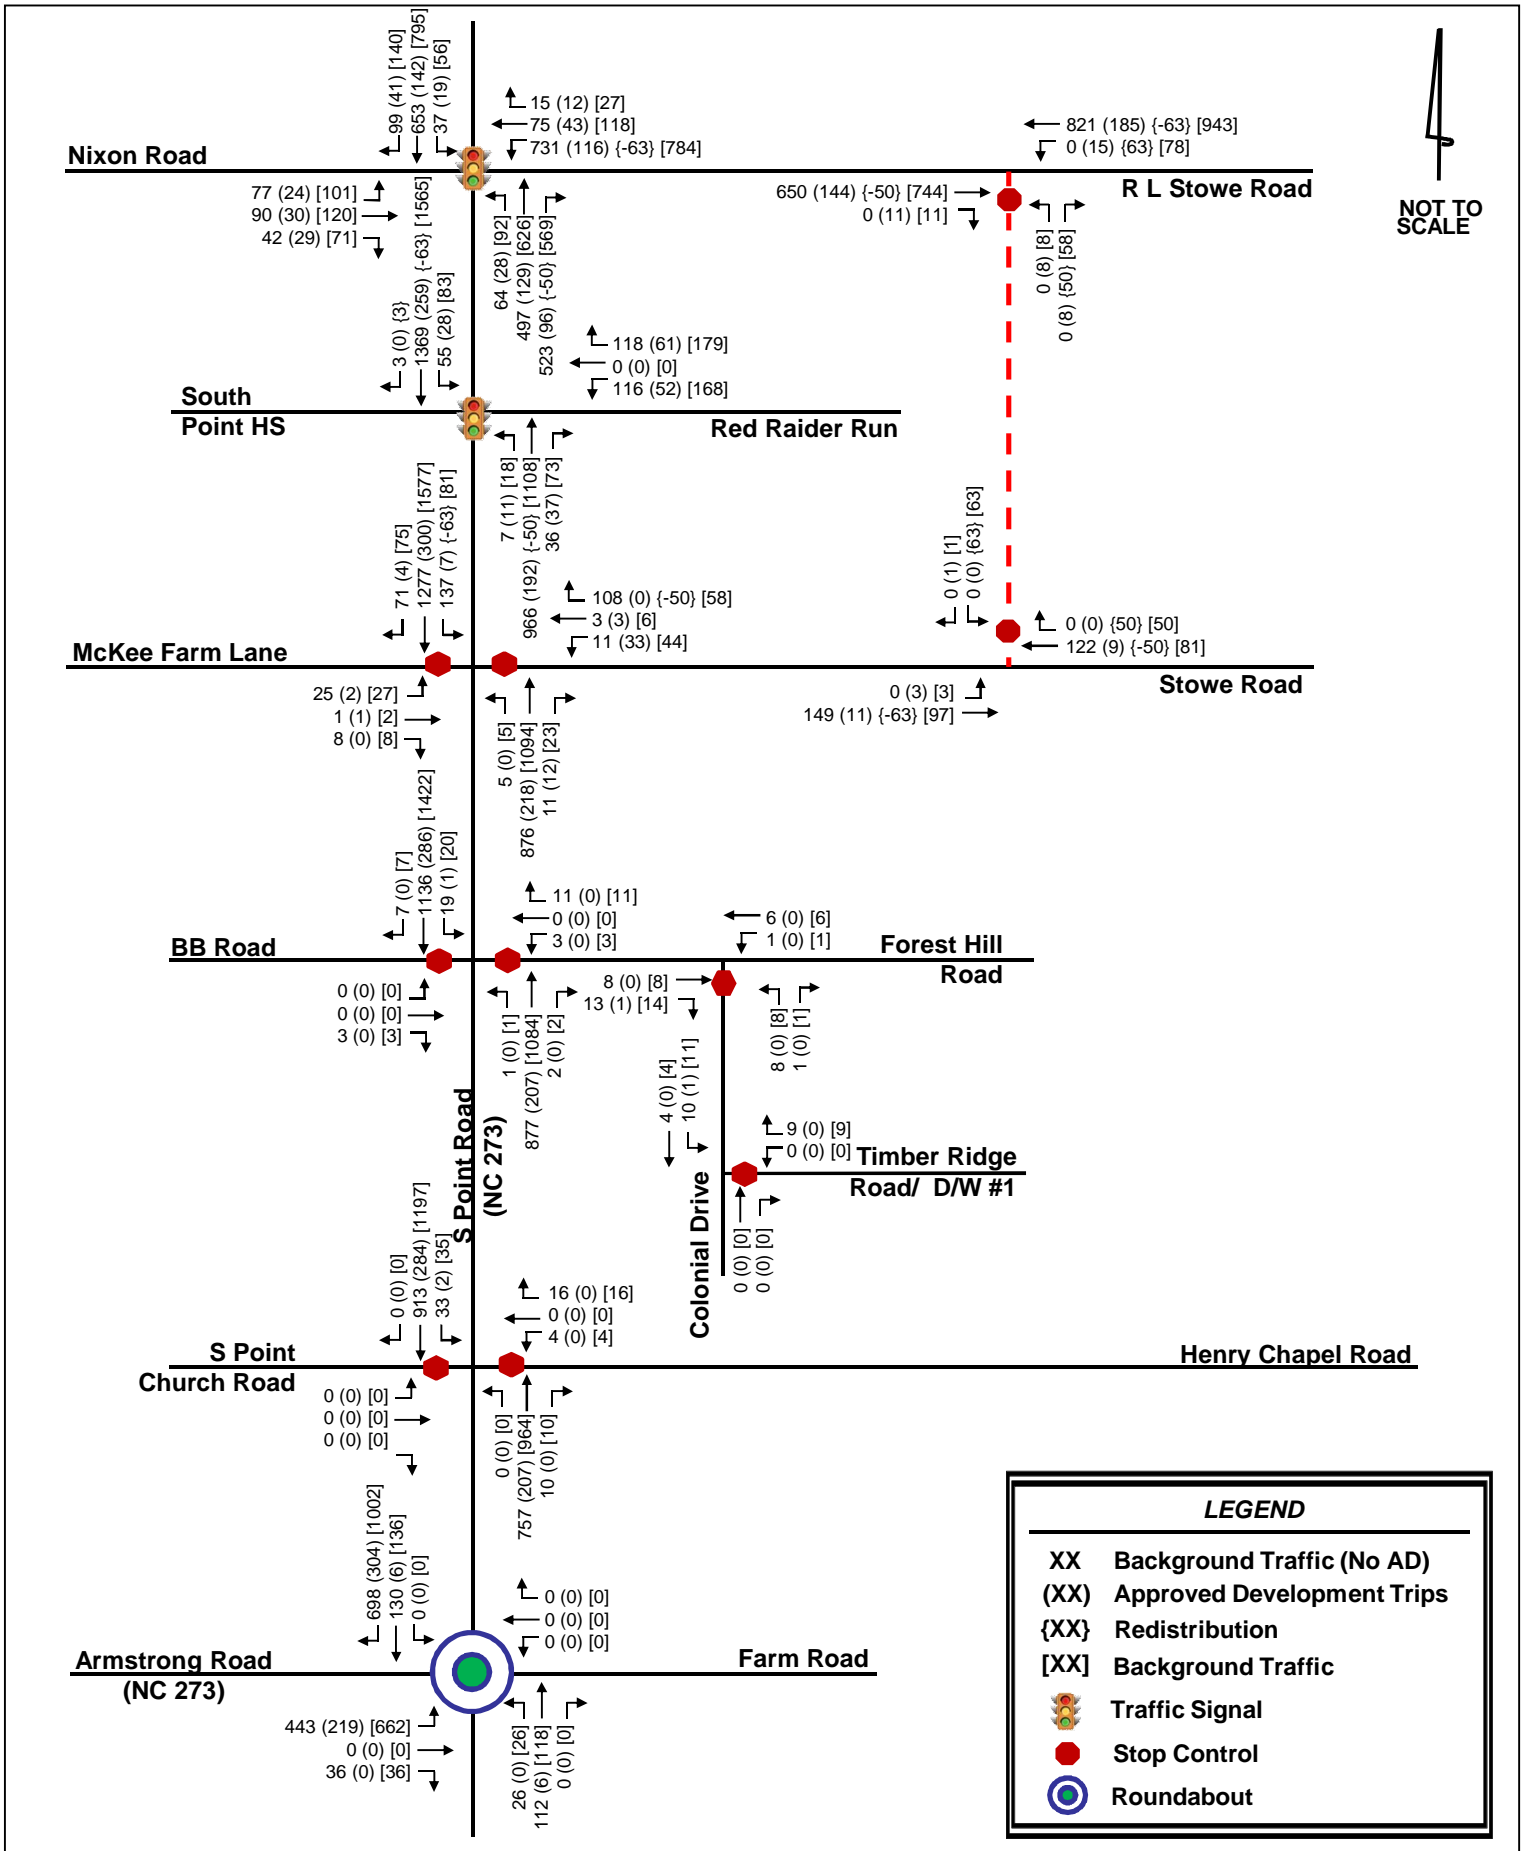 99 (41) [140]
653 (142) [795]
37 (19) [56]
15 (12) [27]
75 (43) [118]
731 (116) {-63} [784]
821 (185) {-63} [943]
0 (15) {63} [78]
Nixon Road
R L Stowe Road
NOT TO
SCALE
77 (24) [101]
90 (30) [120]
42 (29) [71]
650 (144) {-50} [744]
0 (11) [11]
64 (28) [92]
497 (129) [626]
523 (96) {-50} [569]
0 (8) [8]
0 (8) {50} [58]
3 (0) {3}
1369 (259) {-63} [1565]
55 (28) [83]
118 (61) [179]
0 (0) [0]
116 (52) [168]
South
Point HS
Red Raider Run
7 (11) [18]
966 (192) {-50} [1108]
36 (37) [73]
71 (4) [75]
1277 (300) [1577]
137 (7) {-63} [81]
108 (0) {-50} [58]
3 (3) [6]
11 (33) [44]
0 (1) [1]
0 (0) {63} [63]
0 (0) {50} [50]
122 (9) {-50} [81]
McKee Farm Lane
Stowe Road
25 (2) [27]
1 (1) [2]
8 (0) [8]
0 (3) [3]
149 (11) {-63} [97]
5 (0) [5]
876 (218) [1094]
11 (12) [23]
7 (0) [7]
1136 (286) [1422]
19 (1) [20]
11 (0) [11]
0 (0) [0]
3 (0) [3]
6 (0) [6]
1 (0) [1]
BB Road
Forest Hill
Road
0 (0) [0]
0 (0) [0]
3 (0) [3]
8 (0) [8]
13 (1) [14]
1 (0) [1]
877 (207) [1084]
2 (0) [2]
8 (0) [8]
1 (0) [1]
4 (0) [4]
10 (1) [11]
S Point Road
(NC 273)
9 (0) [9]
0 (0) [0]
Timber Ridge
Road/ D/W #1
Colonial Drive
0 (0) [0]
0 (0) [0]
0 (0) [0]
913 (284) [1197]
33 (2) [35]
16 (0) [16]
0 (0) [0]
4 (0) [4]
S Point
Church Road
Henry Chapel Road
0 (0) [0]
0 (0) [0]
0 (0) [0]
0 (0) [0]
757 (207) [964]
10 (0) [10]
698 (304) [1002]
130 (6) [136]
0 (0) [0]
0 (0) [0]
0 (0) [0]
0 (0) [0]
Armstrong Road
(NC 273)
Farm Road
443 (219) [662]
0 (0) [0]
36 (0) [36]
26 (0) [26]
112 (6) [118]
0 (0) [0]
LEGEND
XX Background Traffic (No AD)
(XX) Approved Development Trips
{XX} Redistribution
[XX] Background Traffic
Traffic Signal
Stop Control
Roundabout